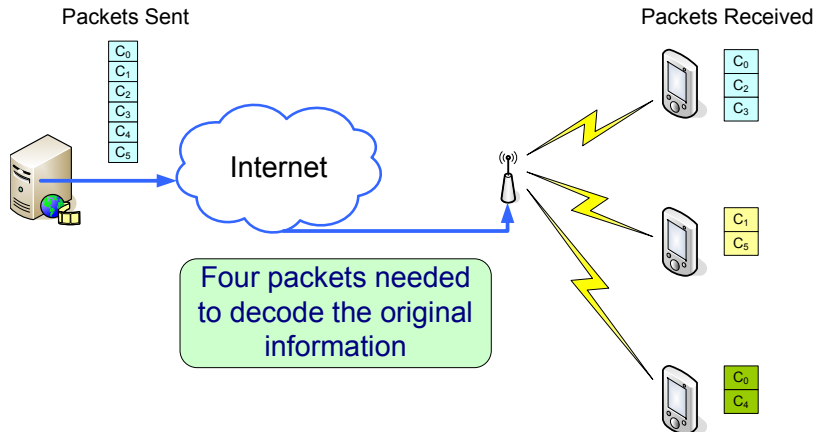 Packets Sent
Packets Received
C₀
C₁
C₂
C₃
C₄
C₅
Internet
C₀
C₂
C₃
C₁
C₅
Four packets needed
to decode the original
information
C₀
C₄